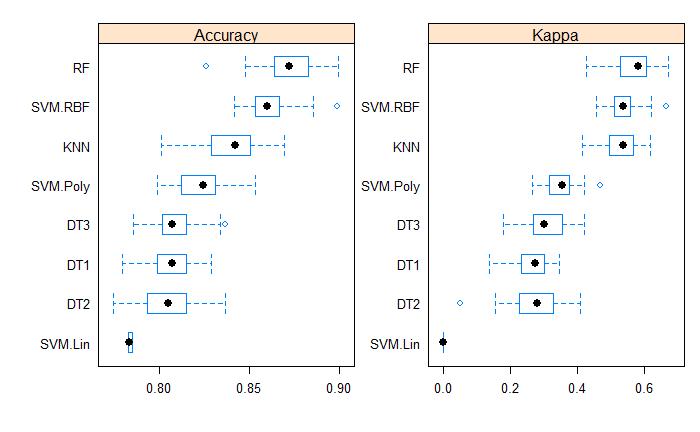 Accuracy
RF
SVM.RBF
KNN
SVM.Poly
DT3
DT1
DT2
SVM.Lin
0.80 0.85 0.90
Kappa
RF
SVM.RBF
KNN
SVM.Poly
DT3
DT1
DT2
SVM.Lin
0.0 0.2 0.4 0.6